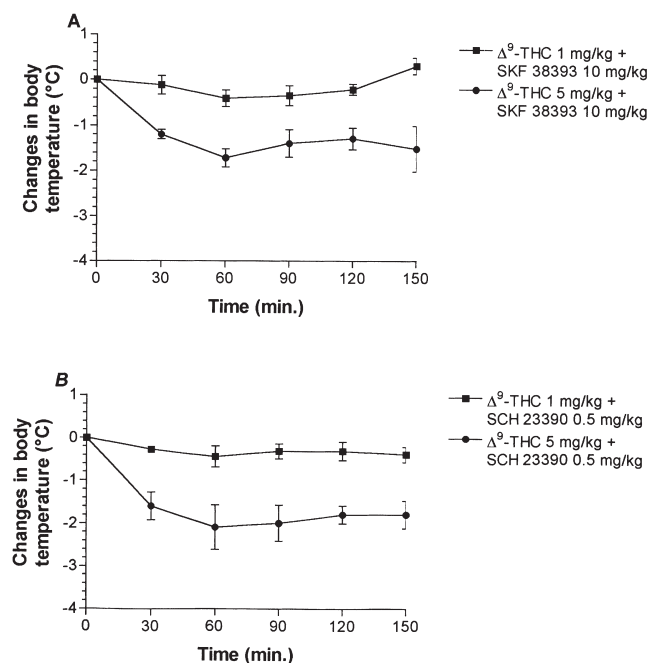 A
1
0
-1
-2
-3
-4
Changes in body
temperature (°C)
0 30 60 90 120 150
Time (min.)
Δ⁹-THC 1 mg/kg +
SKF 38393 10 mg/kg
Δ⁹-THC 5 mg/kg +
SKF 38393 10 mg/kg
B
1
0
-1
-2
-3
-4
Changes in body
temperature (°C)
0 30 60 90 120 150
Time (min.)
Δ⁹-THC 1 mg/kg +
SCH 23390 0.5 mg/kg
Δ⁹-THC 5 mg/kg +
SCH 23390 0.5 mg/kg